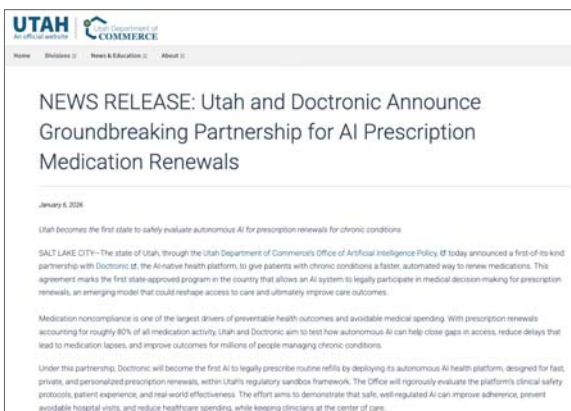 UTAH
An official website
Utah Department of
COMMERCE
Home Divisions News & Education About
NEWS RELEASE: Utah and Doctronic Announce
Groundbreaking Partnership for AI Prescription
Medication Renewals
January 6, 2026
Utah becomes the first state to safely evaluate autonomous AI for prescription renewals for chronic conditions
SALT LAKE CITY—The state of Utah, through the Utah Department of Commerce's Office of Artificial Intelligence Policy, today announced a first-of-its-kind
partnership with Doctronic, the AI-native health platform, to give patients with chronic conditions a faster, automated way to renew medications. This
agreement marks the first state-approved program in the country that allows an AI system to legally participate in medical decision-making for prescription
renewals, an emerging model that could reshape access to care and ultimately improve care outcomes.
Medication noncompliance is one of the largest drivers of preventable health outcomes and avoidable medical spending. With prescription renewals
accounting for roughly 80% of all medication activity, Utah and Doctronic aim to test how autonomous AI can help close gaps in access, reduce delays that
lead to medication lapses, and improve outcomes for millions of people managing chronic conditions.
Under this partnership, Doctronic will become the first AI to legally prescribe routine refills by deploying its autonomous AI health platform, designed for fast,
private, and personalized prescription renewals, within Utah's regulatory sandbox framework. The Office will rigorously evaluate the platform's clinical safety
protocols, patient experience, and real-world effectiveness. The effort aims to demonstrate that safe, well-regulated AI can improve adherence, prevent
avoidable hospital visits, and reduce healthcare spending, while keeping clinicians at the center of care.